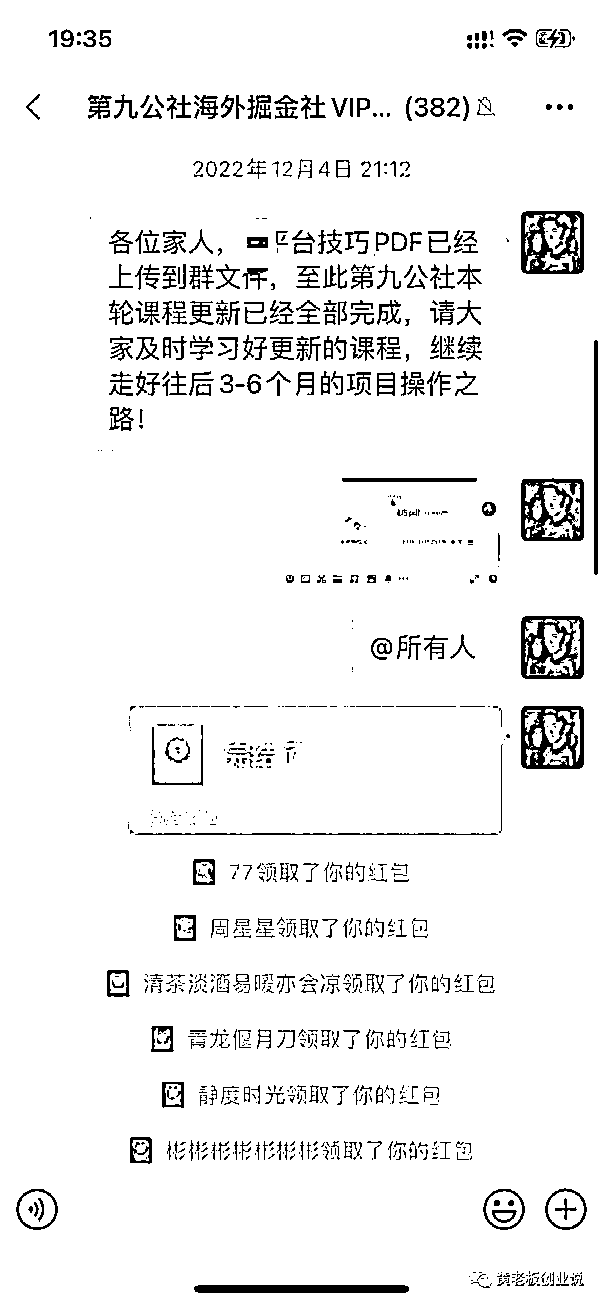 19:35
第九公社海外掘金社VIP... (382)
2022年12月4日 21:12
各位家人，台技巧PDF已经
上传到群文件，至此第九公社本
轮课程更新已经全部完成，请大
家及时学习好更新的课程，继续
走好往后3-6个月的项目操作之
路！
@所有人
77领取了你的红包
周星星领取了你的红包
清茶淡酒易暖亦会凉领取了你的红包
青龙偃月刀领取了你的红包
静度时光领取了你的红包
彬彬彬彬彬彬彬领取了你的红包
黄老板创业说